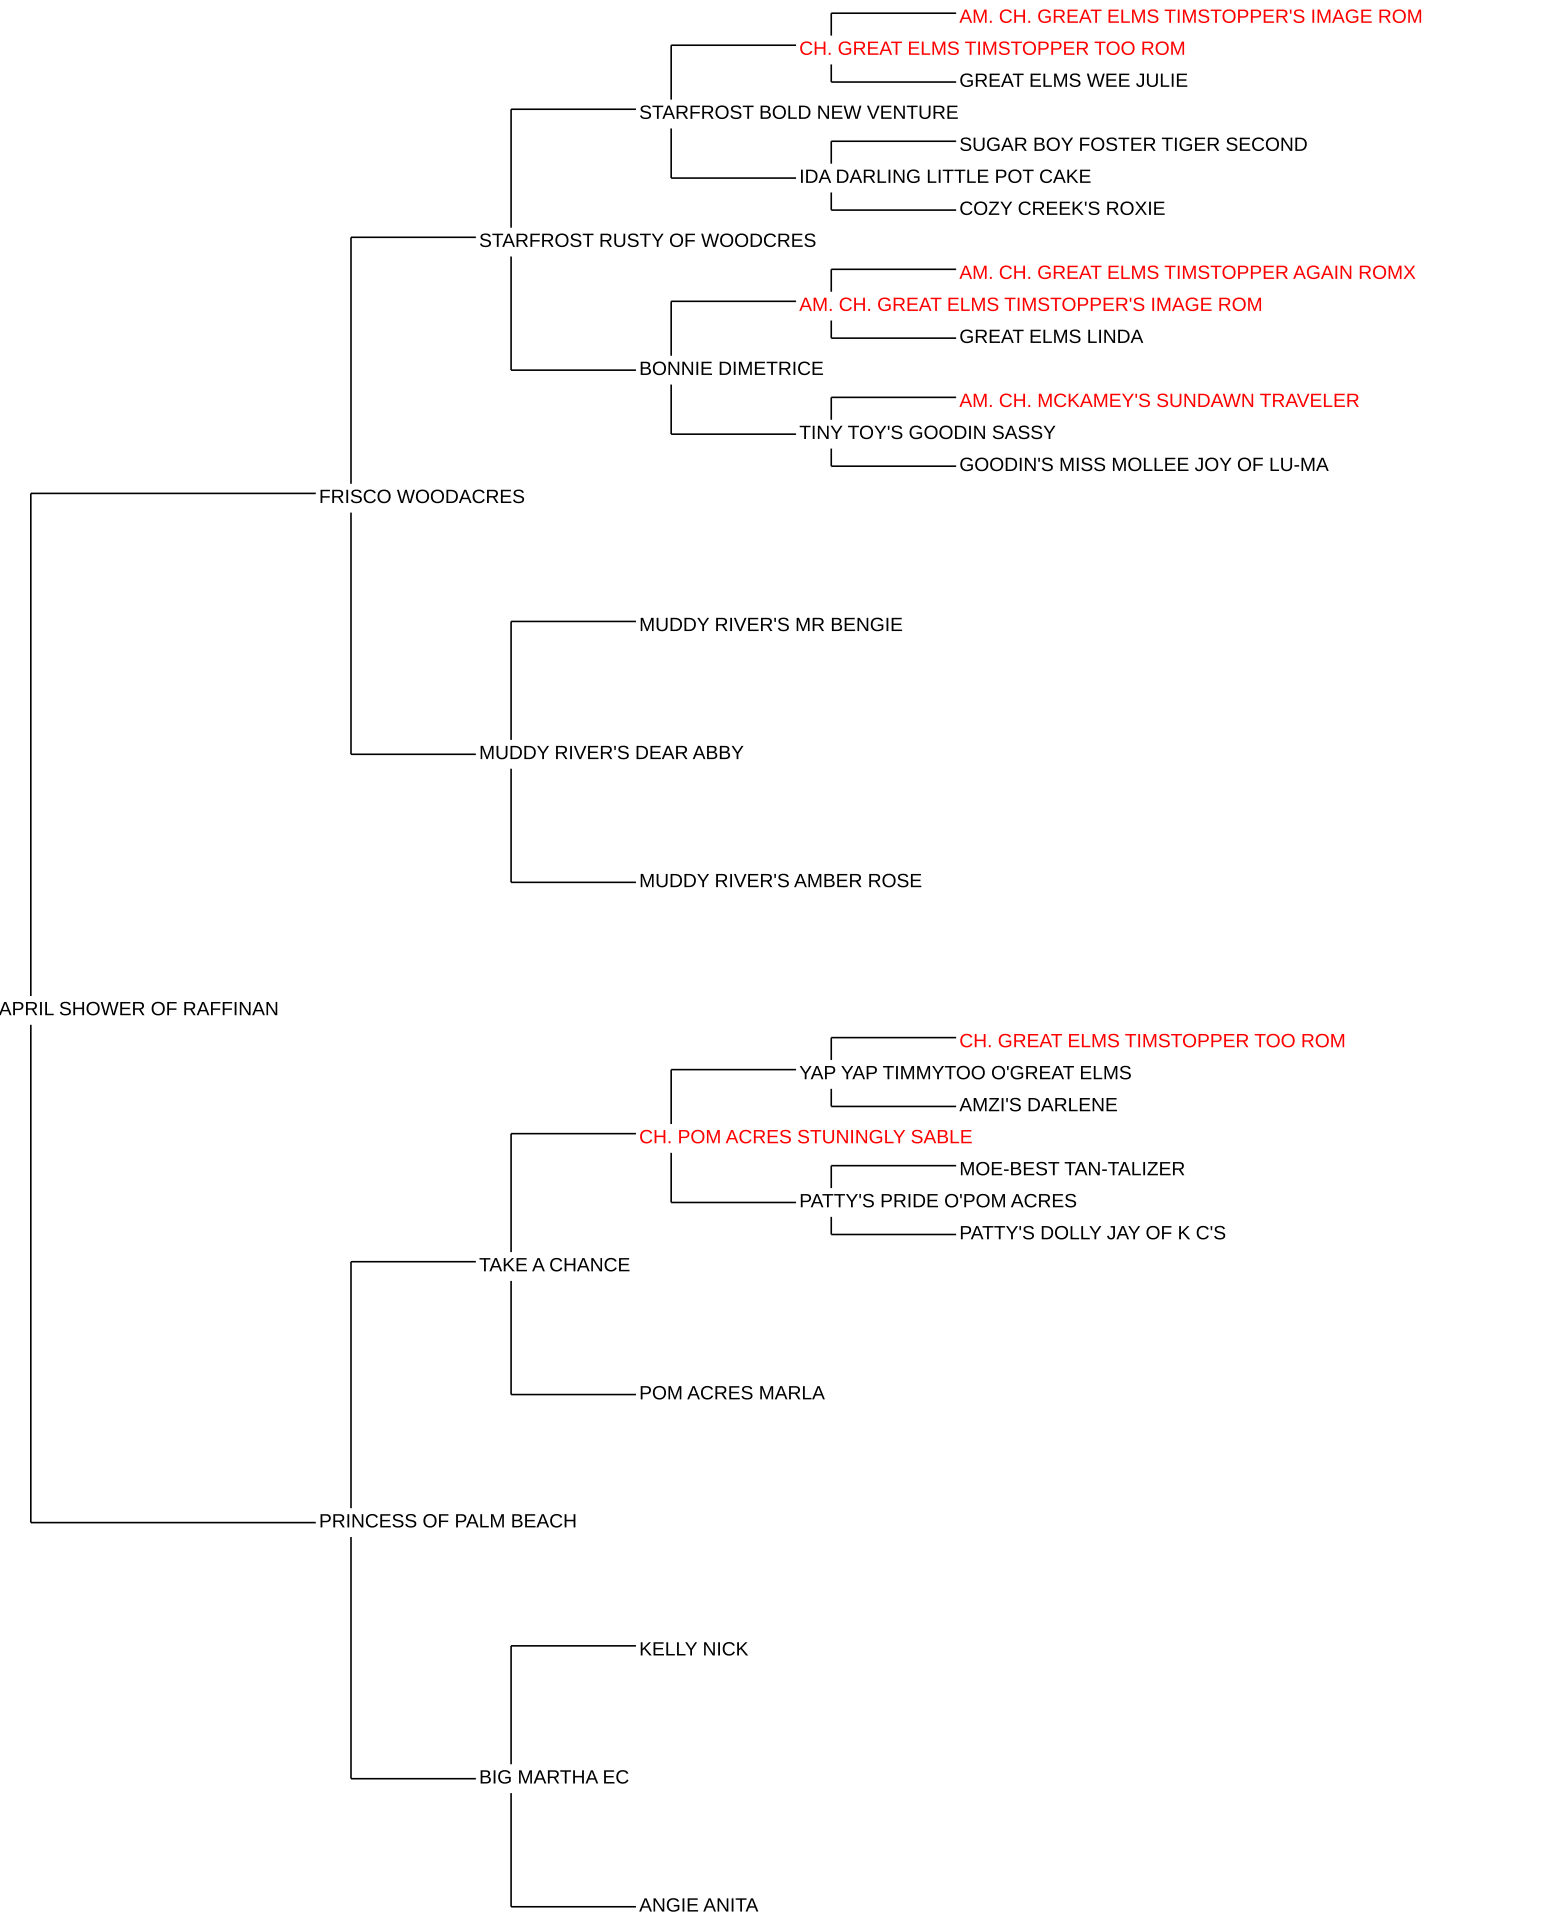 AM. CH. GREAT ELMS TIMSTOPPER'S IMAGE ROM
CH. GREAT ELMS TIMSTOPPER TOO ROM
GREAT ELMS WEE JULIE
STARFROST BOLD NEW VENTURE
SUGAR BOY FOSTER TIGER SECOND
IDA DARLING LITTLE POT CAKE
COZY CREEK'S ROXIE
STARFROST RUSTY OF WOODCRES
AM. CH. GREAT ELMS TIMSTOPPER AGAIN ROMX
AM. CH. GREAT ELMS TIMSTOPPER'S IMAGE ROM
GREAT ELMS LINDA
BONNIE DIMETRICE
AM. CH. MCKAMEY'S SUNDAWN TRAVELER
TINY TOY'S GOODIN SASSY
GOODIN'S MISS MOLLEE JOY OF LU-MA
FRISCO WOODACRES
MUDDY RIVER'S MR BENGIE
MUDDY RIVER'S DEAR ABBY
MUDDY RIVER'S AMBER ROSE
APRIL SHOWER OF RAFFINAN
CH. GREAT ELMS TIMSTOPPER TOO ROM
YAP YAP TIMMYTOO O'GREAT ELMS
AMZI'S DARLENE
CH. POM ACRES STUNINGLY SABLE
MOE-BEST TAN-TALIZER
PATTY'S PRIDE O'POM ACRES
PATTY'S DOLLY JAY OF K C'S
TAKE A CHANCE
POM ACRES MARLA
PRINCESS OF PALM BEACH
KELLY NICK
BIG MARTHA EC
ANGIE ANITA